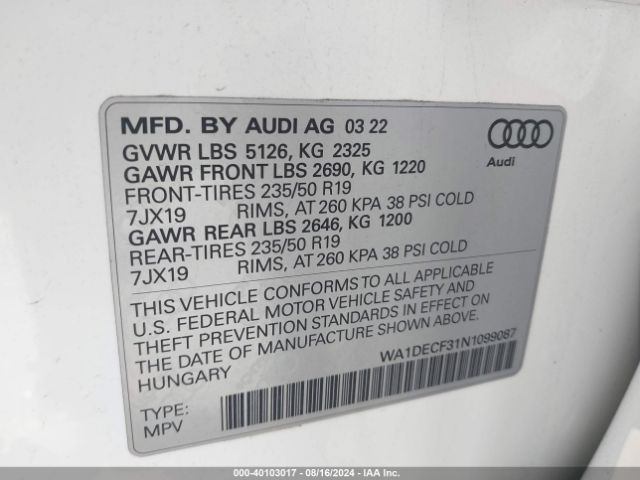 MFD. BY AUDI AG 03 22
GVWR LBS 5126, KG 2325
GAWR FRONT LBS 2690, KG 1220
FRONT-TIRES 235/50 R19
7JX19 RIMS, AT 260 KPA 38 PSI COLD
GAWR REAR LBS 2646, KG 1200
REAR-TIRES 235/50 R19
7JX19 RIMS, AT 260 KPA 38 PSI COLD
THIS VEHICLE CONFORMS TO ALL APPLICABLE
U.S. FEDERAL MOTOR VEHICLE SAFETY AND
THEFT PREVENTION STANDARDS IN EFFECT ON
THE DATE OF MANUFACTURE SHOWN ABOVE.
HUNGARY
WA1DECF31N1099087
TYPE:
MPV
Audi
000-40103017 - 08/16/2024 - IAA Inc.